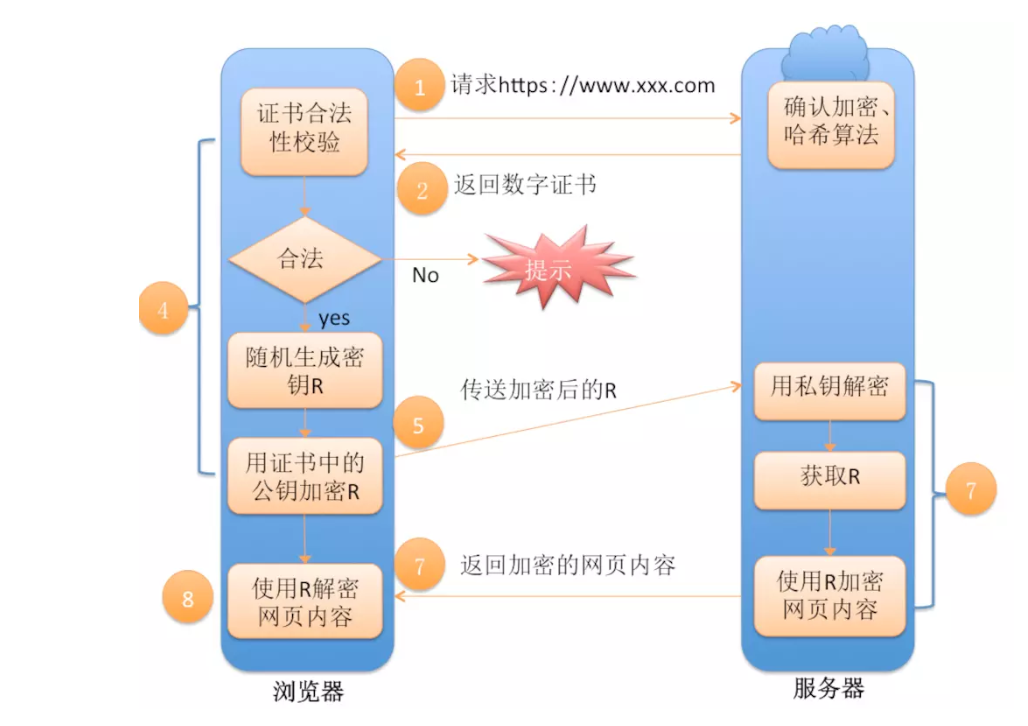 1
请求https://www.xxx.com
证书合法
性校验
确认加密、
哈希算法
2
返回数字证书
合法
No
提示
4
yes
随机生成密
钥R
传送加密后的R
用私钥解密
5
用证书中的
公钥加密R
获取R
7
7
返回加密的网页内容
8
使用R解密
网页内容
使用R加密
网页内容
浏览器
服务器